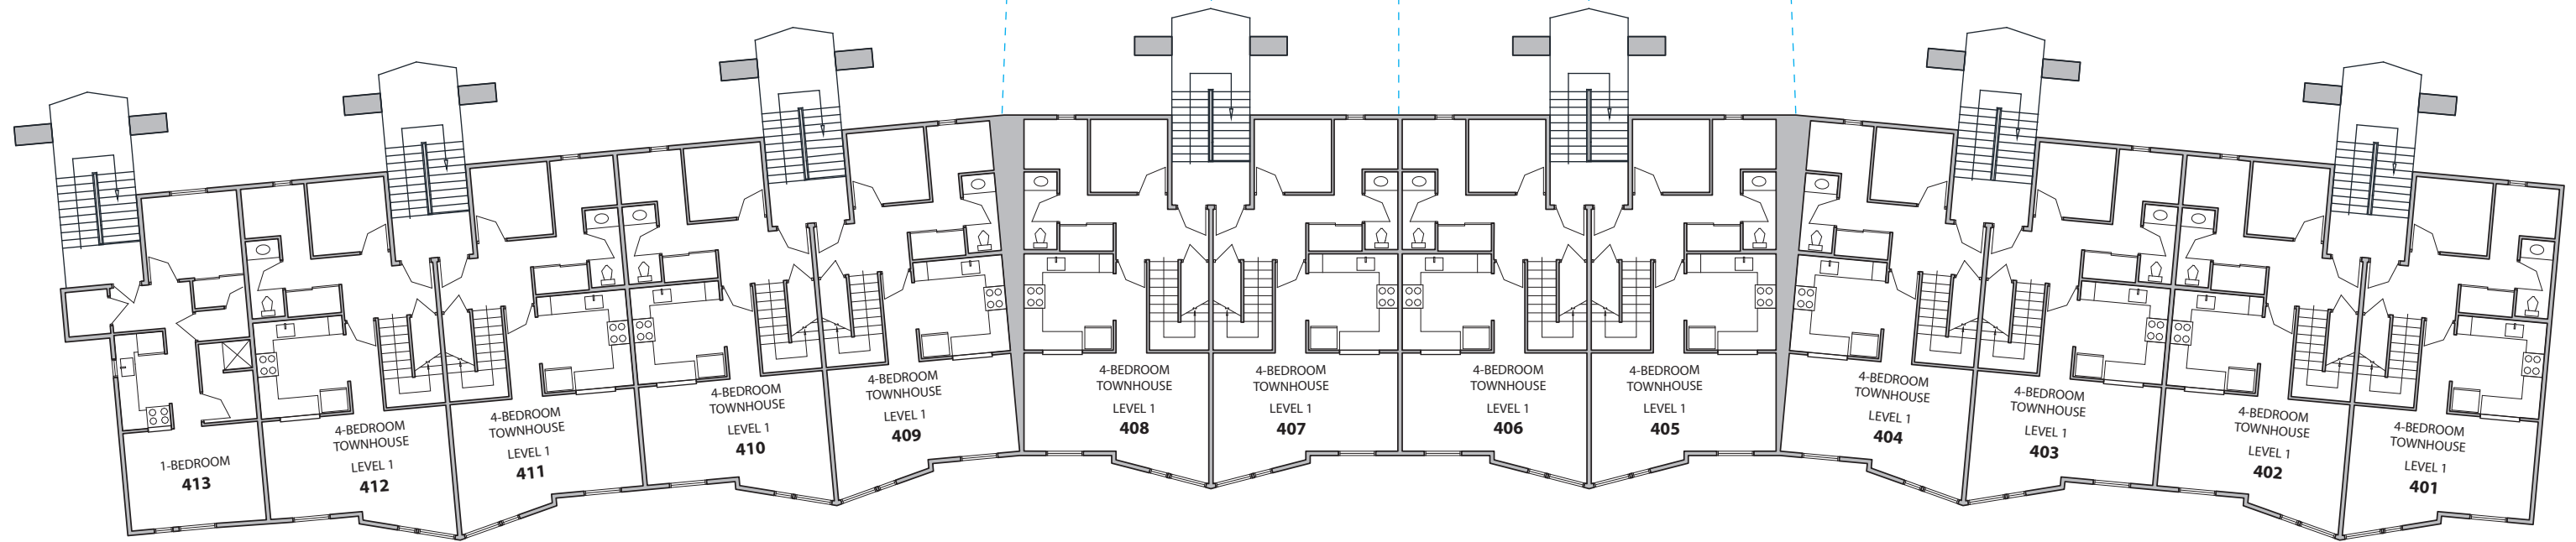 1-BEDROOM
413
4-BEDROOM
TOWNHOUSE
LEVEL 1
412
4-BEDROOM
TOWNHOUSE
LEVEL 1
411
4-BEDROOM
TOWNHOUSE
LEVEL 1
410
4-BEDROOM
TOWNHOUSE
LEVEL 1
409
4-BEDROOM
TOWNHOUSE
LEVEL 1
408
4-BEDROOM
TOWNHOUSE
LEVEL 1
407
4-BEDROOM
TOWNHOUSE
LEVEL 1
406
4-BEDROOM
TOWNHOUSE
LEVEL 1
405
4-BEDROOM
TOWNHOUSE
LEVEL 1
404
4-BEDROOM
TOWNHOUSE
LEVEL 1
403
4-BEDROOM
TOWNHOUSE
LEVEL 1
402
4-BEDROOM
TOWNHOUSE
LEVEL 1
401